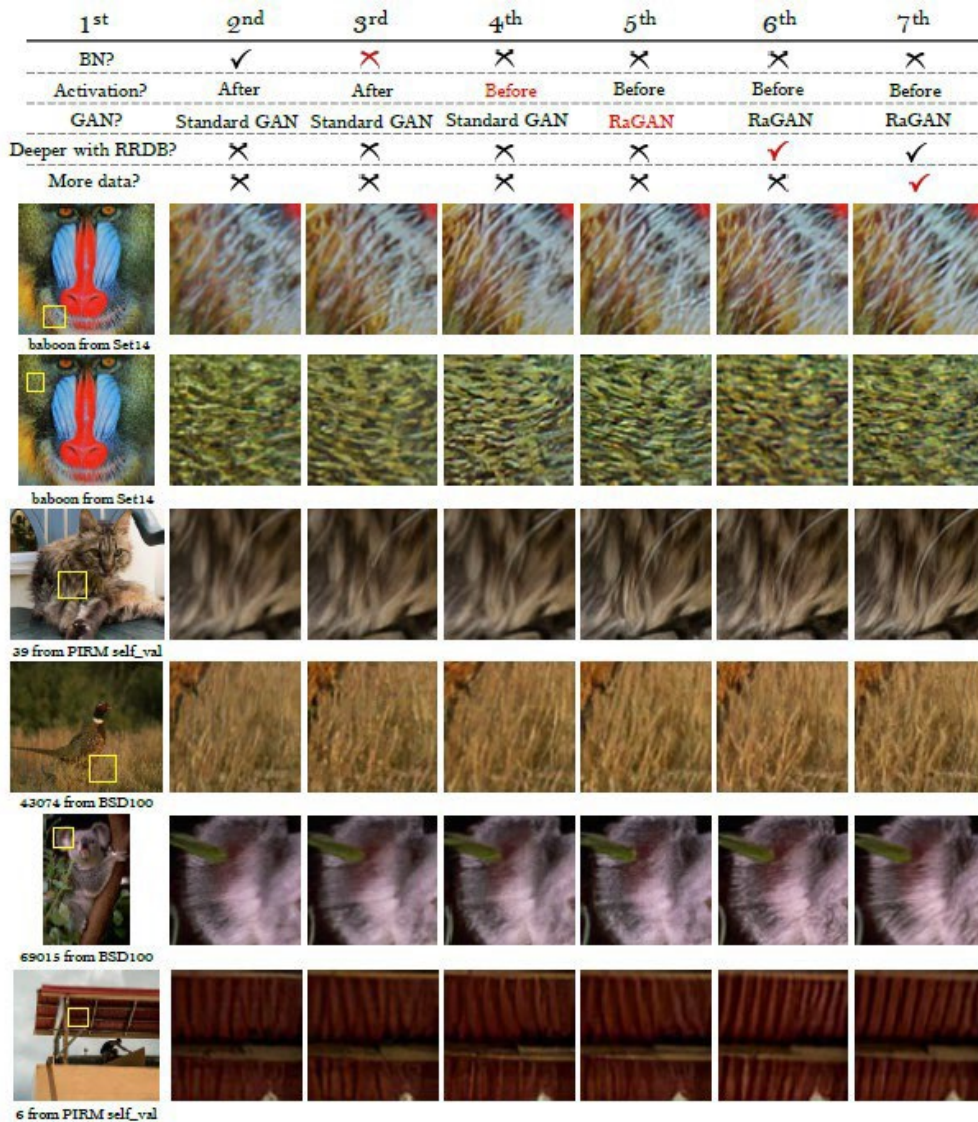 1st 2nd 3rd 4th 5th 6th 7th
BN?
Activation? After After Before Before Before Before
GAN? Standard GAN Standard GAN Standard GAN RaGAN RaGAN RaGAN
Deeper with RRDB?
More data?
baboon from Set14
baboon from Set14
39 from PIRM self_val
43074 from BSD100
69015 from BSD100
6 from PIRM self_val